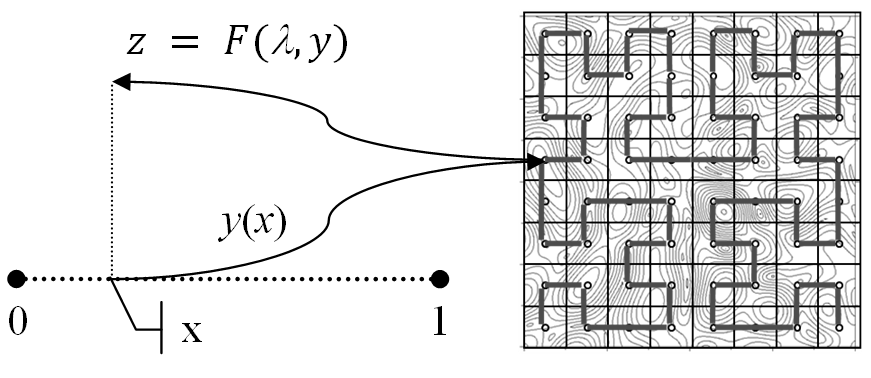 z = F(λ, y)
y(x)
0
1
x